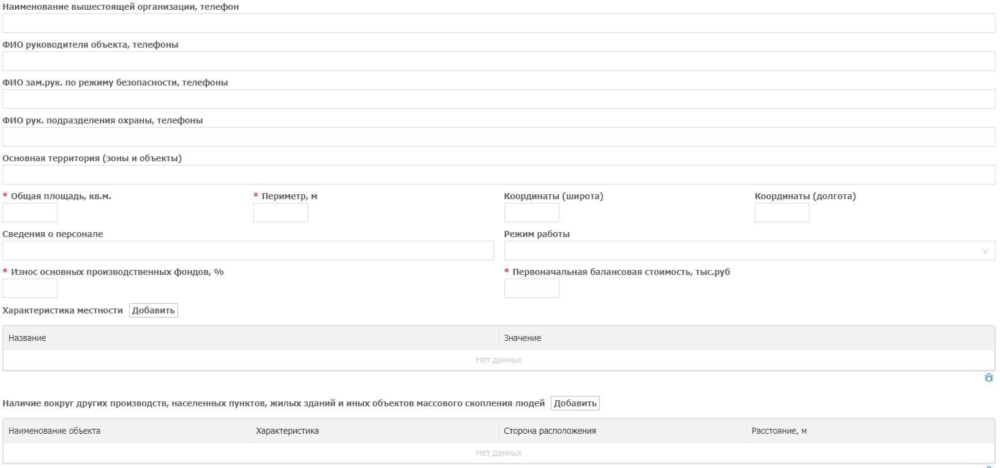 Наименование вышестоящей организации, телефон
ФИО руководителя объекта, телефоны
ФИО зам.рук. по режиму безопасности, телефоны
ФИО рук. подразделения охраны, телефоны
Основная территория (зоны и объекты)
* Общая площадь, кв.м. * Периметр, м Координаты (широта) Координаты (долгота)
Сведения о персонале Режим работы
* Износ основных производственных фондов, % * Первоначальная балансовая стоимость, тыс.руб
Характеристика местности Добавить
Название Значение
Нет данных
Наличие вокруг других производств, населенных пунктов, жилых зданий и иных объектов массового скопления людей Добавить
Наименование объекта Характеристика Сторона расположения Расстояние, м
Нет данных